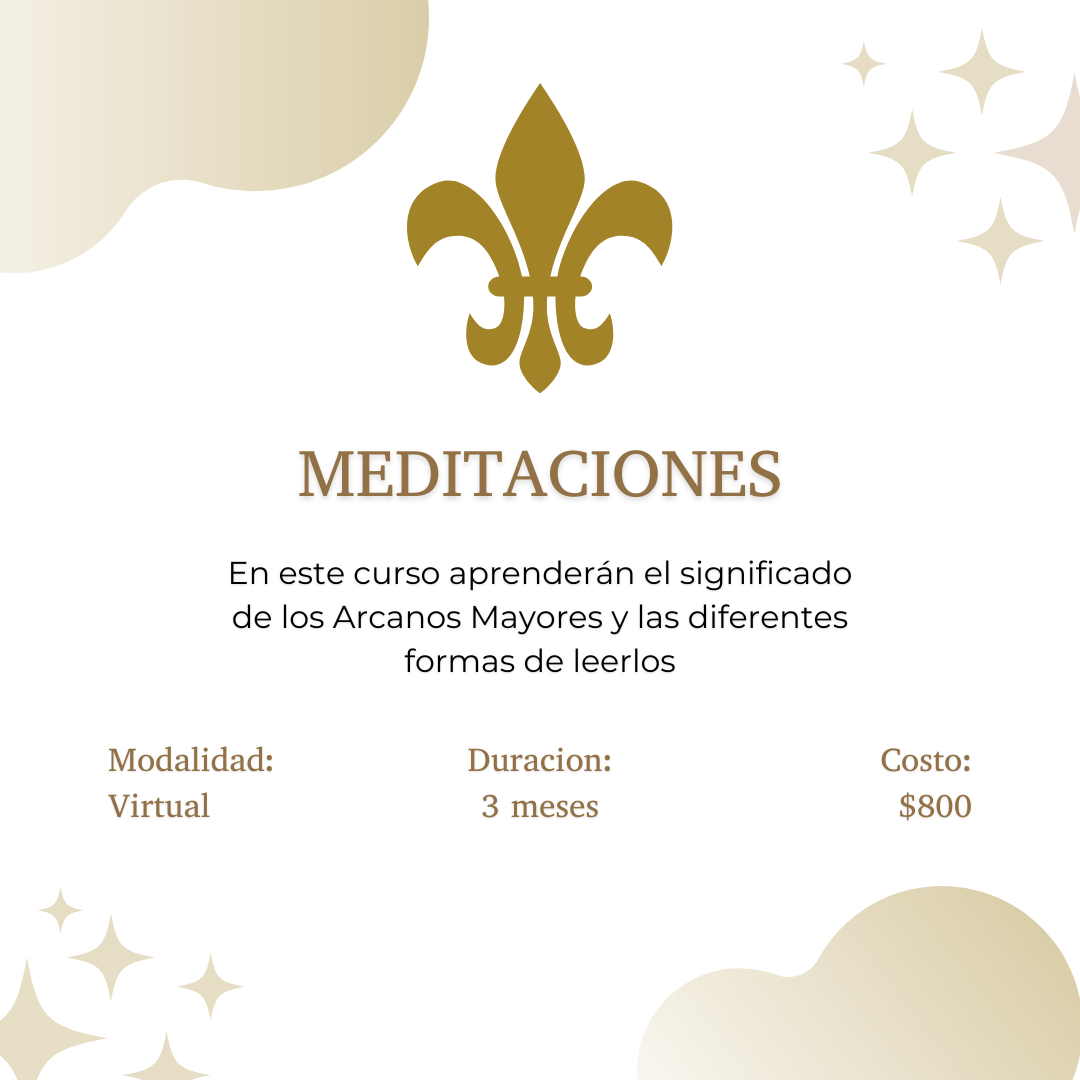 MEDITACIONES
En este curso aprenderán el significado
de los Arcanos Mayores y las diferentes
formas de leerlos
Modalidad:
Virtual
Duracion:
3 meses
Costo:
$800